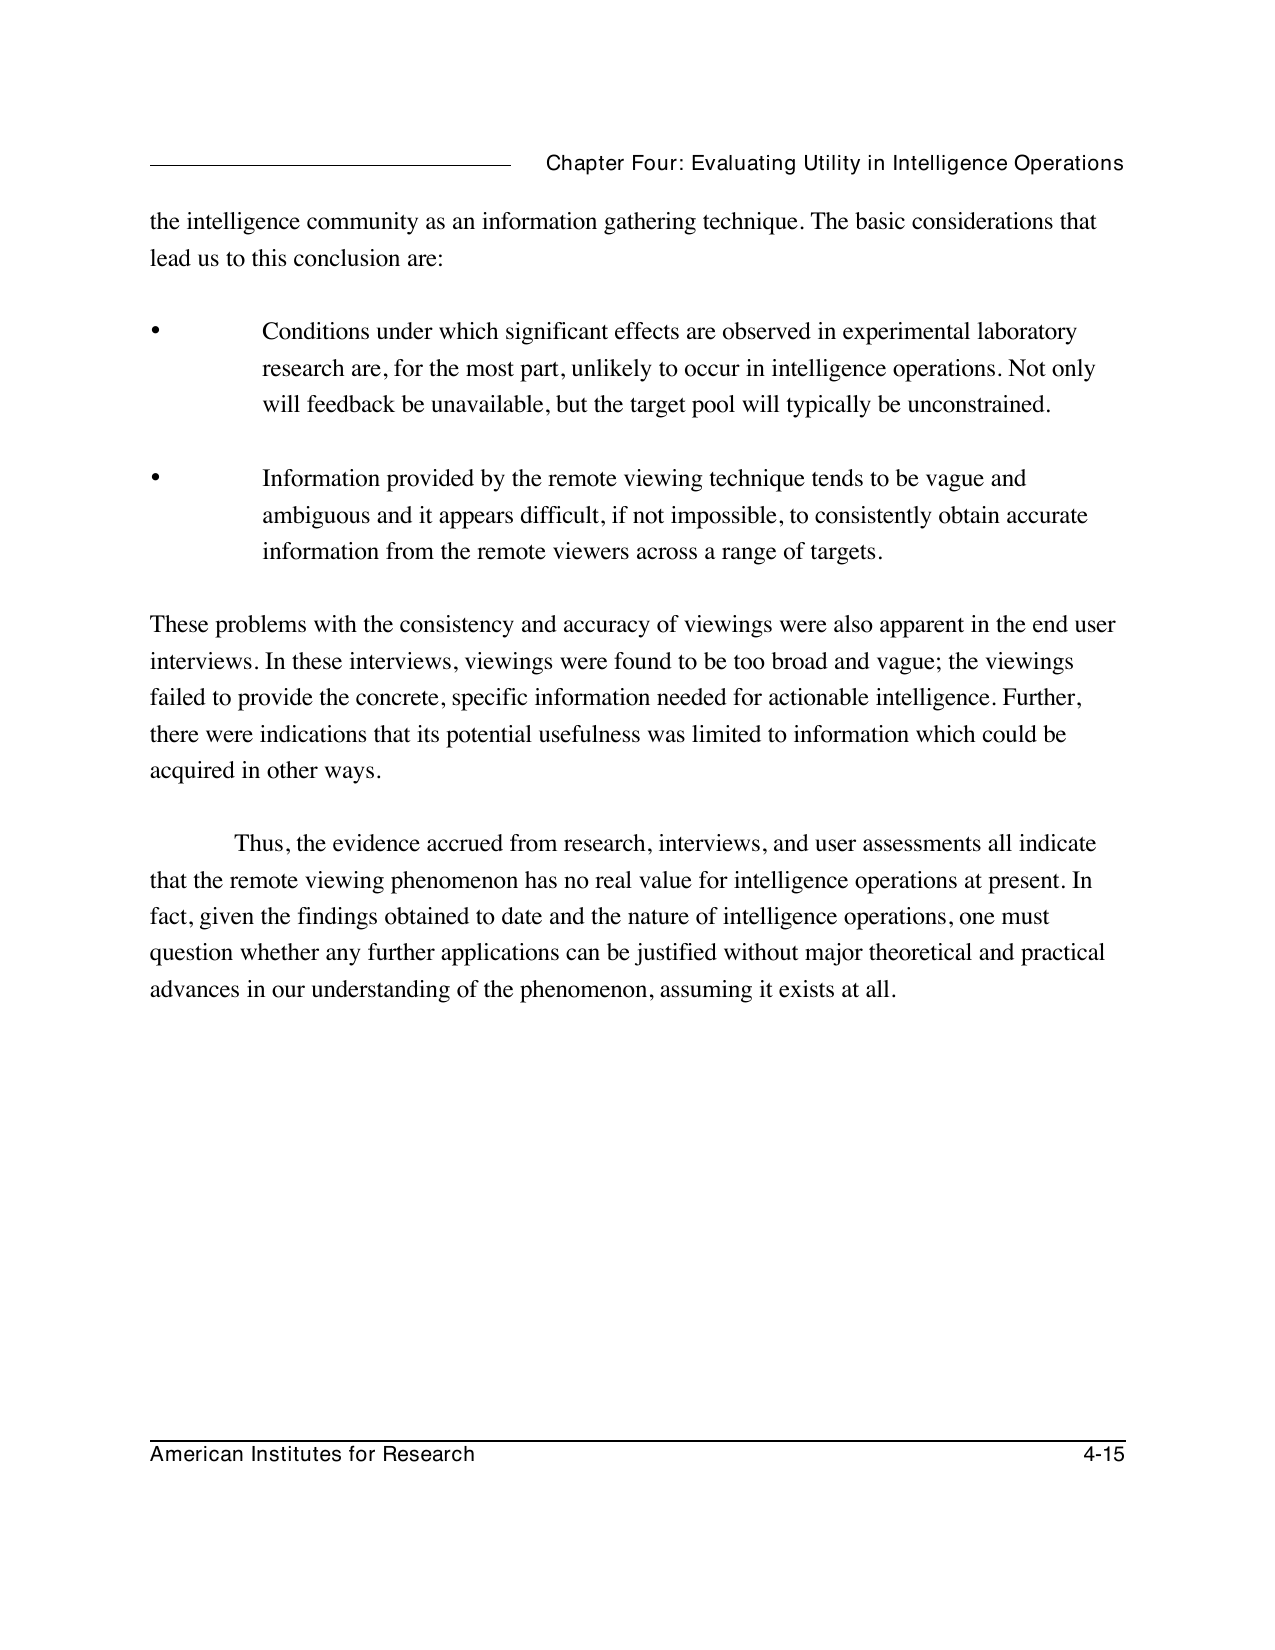 Chapter Four: Evaluating Utility in Intelligence Operations
the intelligence community as an information gathering technique. The basic considerations that
lead us to this conclusion are:
• Conditions under which significant effects are observed in experimental laboratory
research are, for the most part, unlikely to occur in intelligence operations. Not only
will feedback be unavailable, but the target pool will typically be unconstrained.
• Information provided by the remote viewing technique tends to be vague and
ambiguous and it appears difficult, if not impossible, to consistently obtain accurate
information from the remote viewers across a range of targets.
These problems with the consistency and accuracy of viewings were also apparent in the end user
interviews. In these interviews, viewings were found to be too broad and vague; the viewings
failed to provide the concrete, specific information needed for actionable intelligence. Further,
there were indications that its potential usefulness was limited to information which could be
acquired in other ways.
Thus, the evidence accrued from research, interviews, and user assessments all indicate
that the remote viewing phenomenon has no real value for intelligence operations at present. In
fact, given the findings obtained to date and the nature of intelligence operations, one must
question whether any further applications can be justified without major theoretical and practical
advances in our understanding of the phenomenon, assuming it exists at all.
American Institutes for Research 4-15